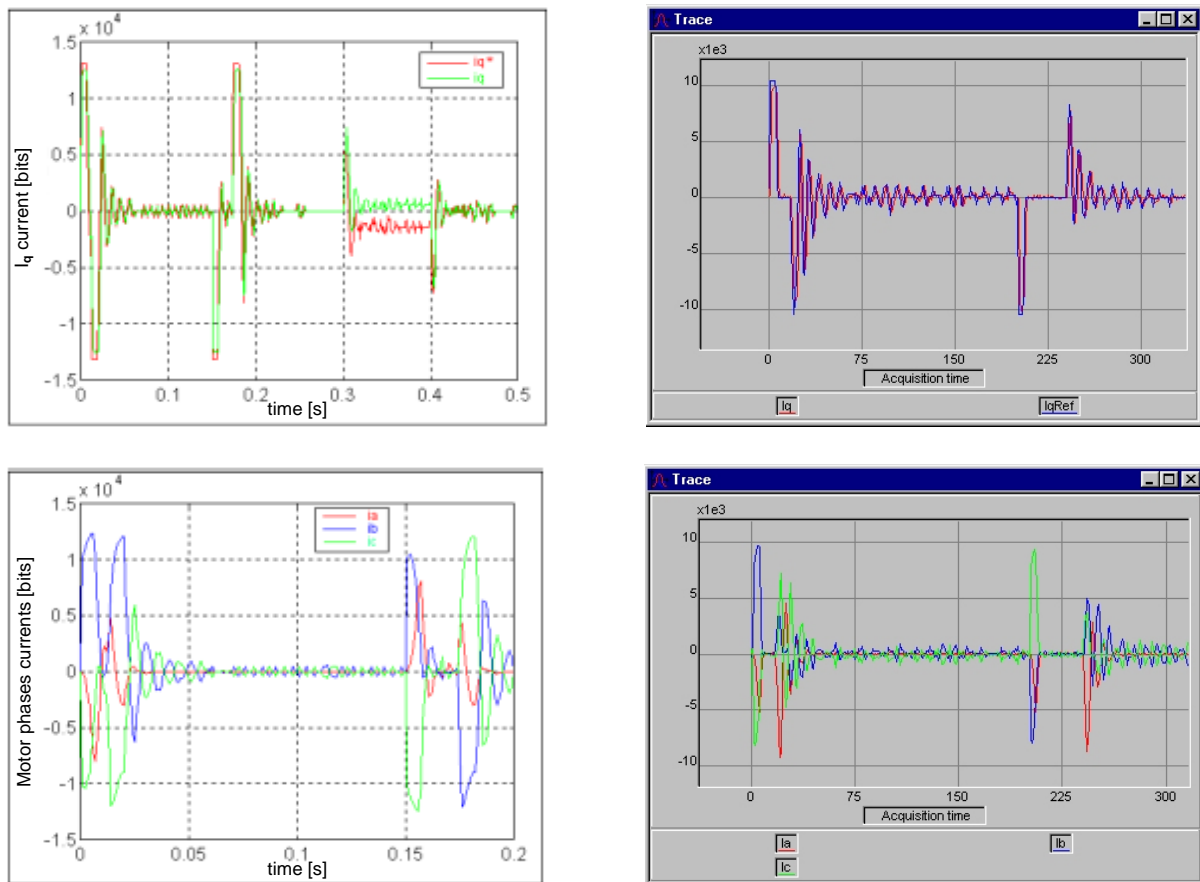 x 10⁴
1.5
1
0.5
0
-0.5
-1
-1.5
0
0.1
0.2
0.3
0.4
0.5
Iq current [bits]
time [s]
iq*
iq
Trace
x1e3
10
5
0
-5
-10
0
75
150
225
300
Acquisition time
Iq
IqRef
x 10⁴
1.5
1
0.5
0
-0.5
-1
-1.5
0
0.05
0.1
0.15
0.2
Motor phases currents [bits]
time [s]
ia
ib
ic
Trace
x1e3
10
5
0
-5
-10
0
75
150
225
300
Acquisition time
Ia
Ib
Ic